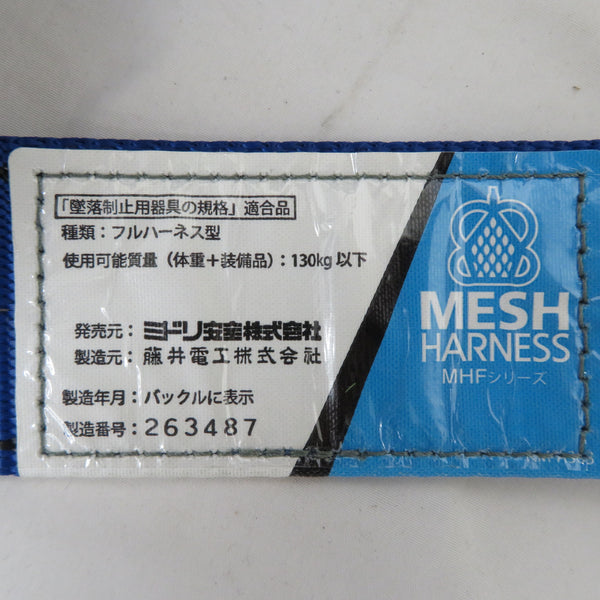 「墜落制止用器具の規格」適合品
種類：フルハーネス型
使用可能質量（体重＋装備品）：130kg 以下
発売元：ミドリ安全株式会社
製造元：藤井電工株式会社
製造年月：バックルに表示
製造番号：263487
MESH
HARNESS
MHFシリーズ